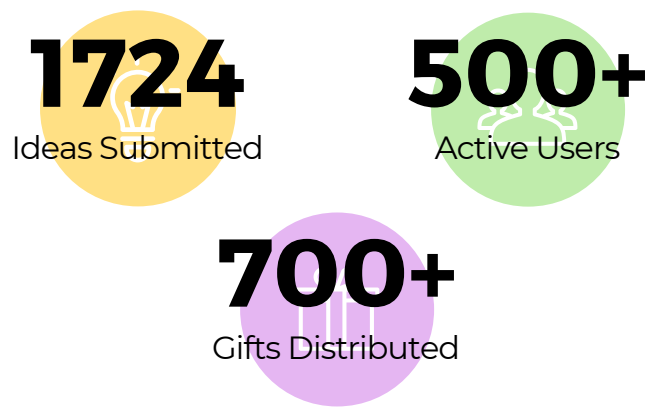 1724
Ideas Submitted
500+
Active Users
700+
Gifts Distributed